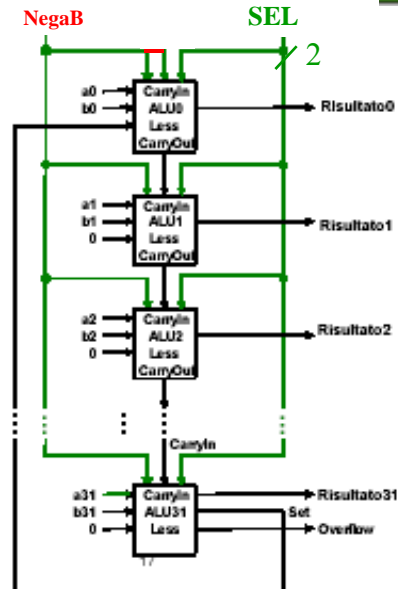 NegaB SEL
2
a0 CarryIn
b0 ALU0 Risultato0
Less
CarryOut
a1 CarryIn
b1 ALU1 Risultato1
0 Less
CarryOut
a2 CarryIn
b2 ALU2 Risultato2
0 Less
CarryOut
CarryIn
a31 CarryIn Risultato31
b31 ALU31 Set
0 Less Overflow
17